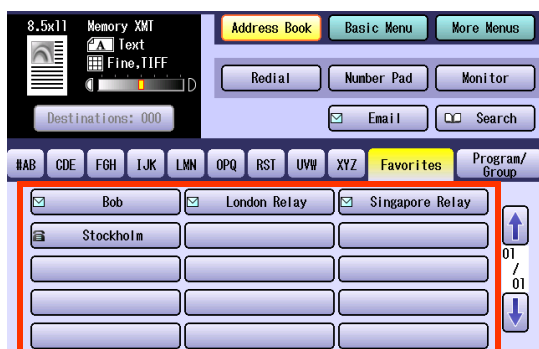 8.5x11 Memory XMT
A Text
Fine,TIFF
D
Destinations: 000
Address Book Basic Menu More Menus
Redial Number Pad Monitor
Email Search
#AB CDE FGH IJK LMN OPQ RST UVW XYZ Favorites Program/
Group
Bob London Relay Singapore Relay
Stockholm
01
/
01